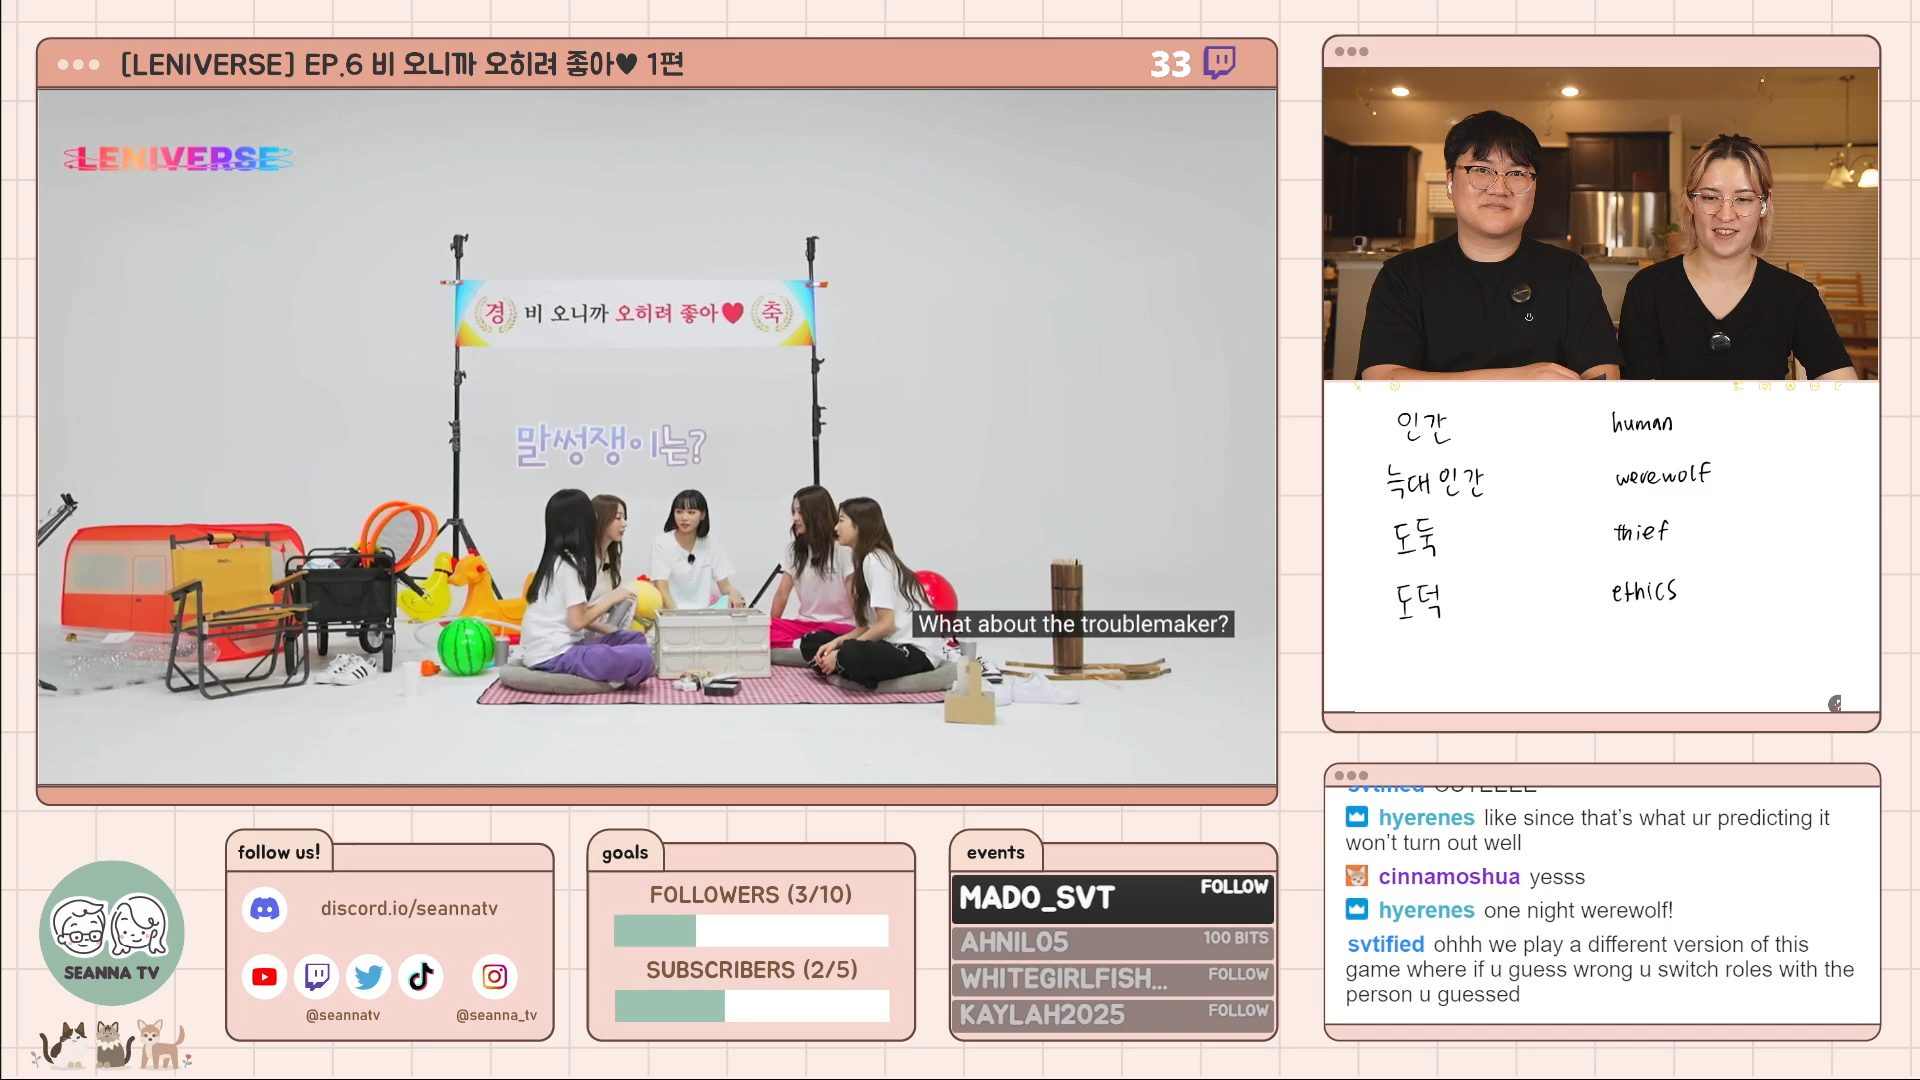 [LENIVERSE] EP.6 비 오니까 오히려 좋아♥ 1편
33
LENIVERSE
경 비 오니까 오히려 좋아♥ 축
말썽쟁이는?
What about the troublemaker?
인간 human
늑대인간 werewolf
도둑 thief
도덕 ethics
hyerenes like since that's what ur predicting it
won't turn out well
cinnamoshua yesss
hyerenes one night werewolf!
svtified ohhh we play a different version of this
game where if u guess wrong u switch roles with the
person u guessed
SEANNA TV
follow us!
discord.io/seannatv
@seannatv
@seanna_tv
goals
FOLLOWERS (3/10)
SUBSCRIBERS (2/5)
events
MADO_SVT FOLLOW
AHNIL05 100 BITS
WHITEGIRLFISH... FOLLOW
KAYLAH2025 FOLLOW